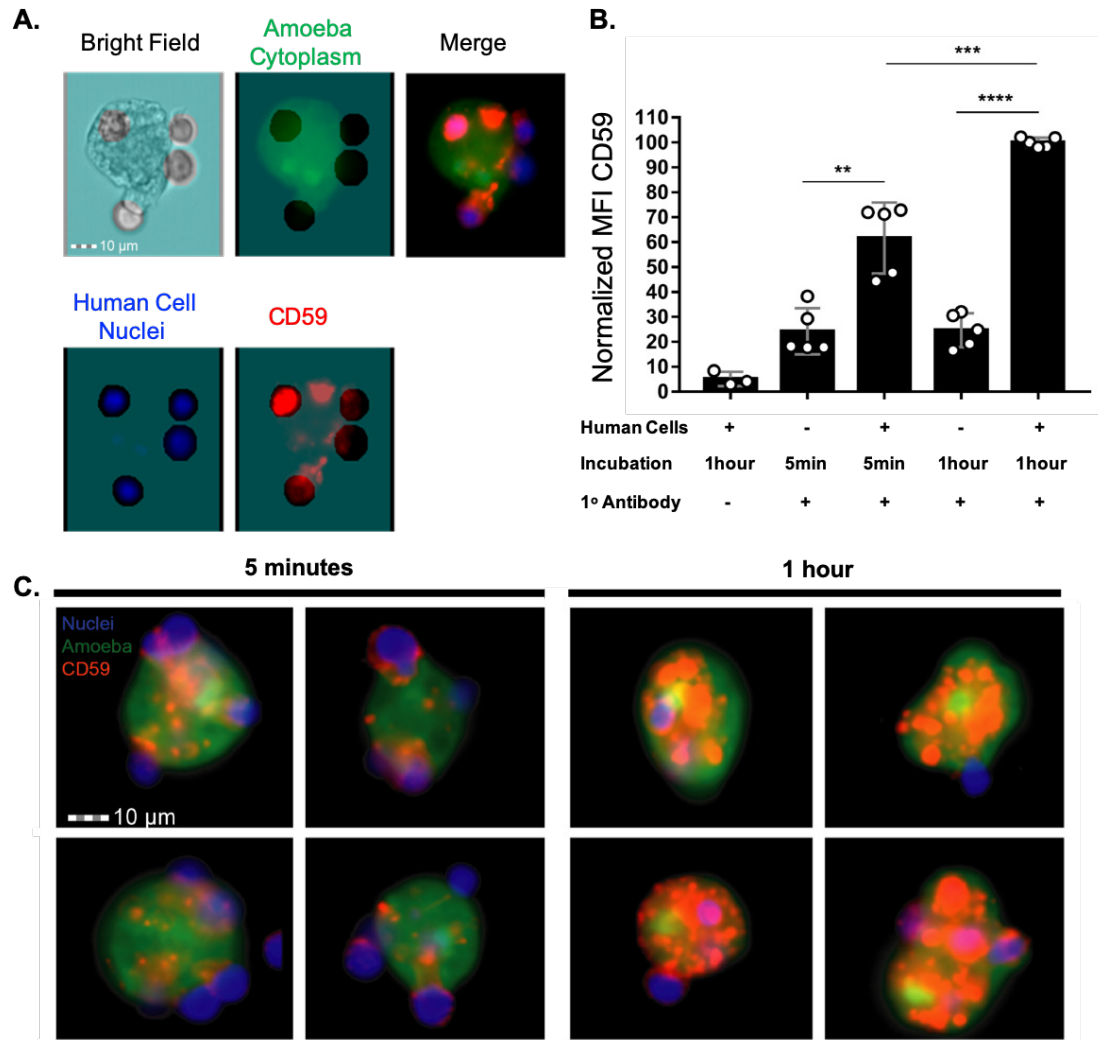 A.
Bright Field
Amoeba
Cytoplasm
Merge
10 µm
Human Cell
Nuclei
CD59
B.
***
****
**
Normalized MFI CD59
110
100
90
80
70
60
50
40
30
20
10
0
Human Cells + - + - +
Incubation 1hour 5min 5min 1hour 1hour
1º Antibody - + + + +
C.
5 minutes
1 hour
Nuclei
Amoeba
CD59
10 µm